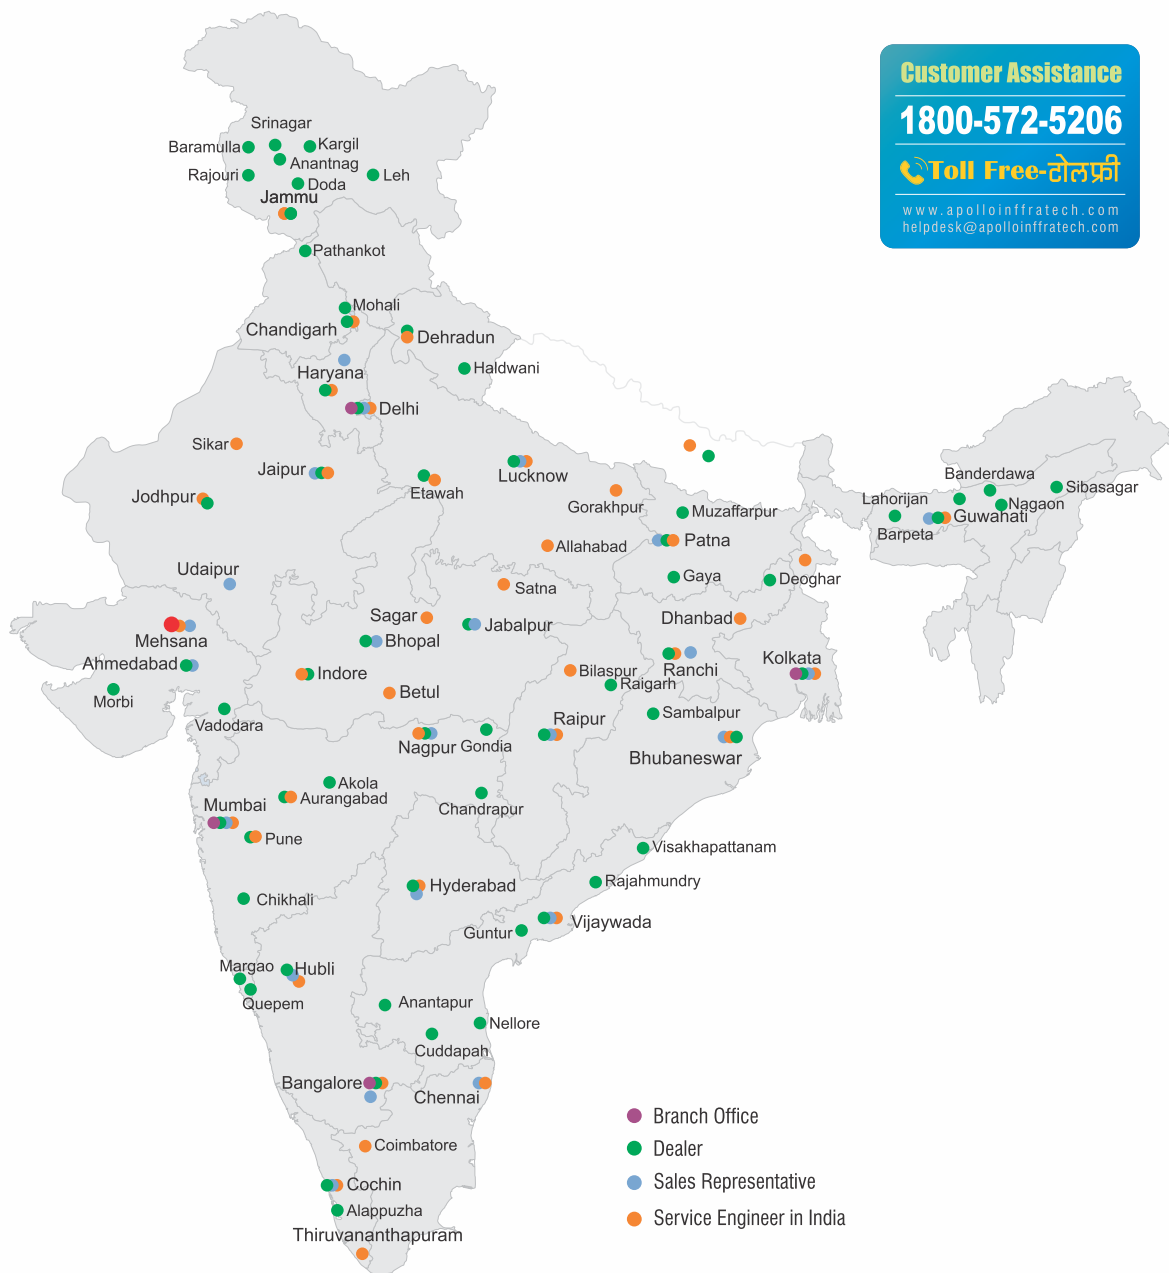 Customer Assistance
1800-572-5206
Toll Free-टोलफ्री
www.apolloinffratech.com
helpdesk@apolloinffratech.com
Srinagar
Baramulla
Kargil
Anantnag
Rajouri
Leh
Doda
Jammu
Pathankot
Mohali
Chandigarh
Dehradun
Haldwani
Haryana
Delhi
Sikar
Jaipur
Lucknow
Etawah
Jodhpur
Gorakhpur
Muzaffarpur
Banderdawa
Sibasagar
Lahorijan
Nagaon
Guwahati
Barpeta
Allahabad
Patna
Udaipur
Satna
Gaya
Deoghar
Sagar
Jabalpur
Dhanbad
Mehsana
Bhopal
Ahmedabad
Indore
Bilaspur
Ranchi
Kolkata
Raigarh
Betul
Morbi
Vadodara
Sambalpur
Raipur
Nagpur
Gondia
Bhubaneswar
Akola
Aurangabad
Mumbai
Chandrapur
Pune
Visakhapattanam
Hyderabad
Rajahmundry
Chikhali
Vijaywada
Guntur
Margao
Hubli
Quepem
Anantapur
Nellore
Cuddapah
Bangalore
Chennai
Coimbatore
Cochin
Alappuzha
Thiruvananthapuram
Branch Office
Dealer
Sales Representative
Service Engineer in India